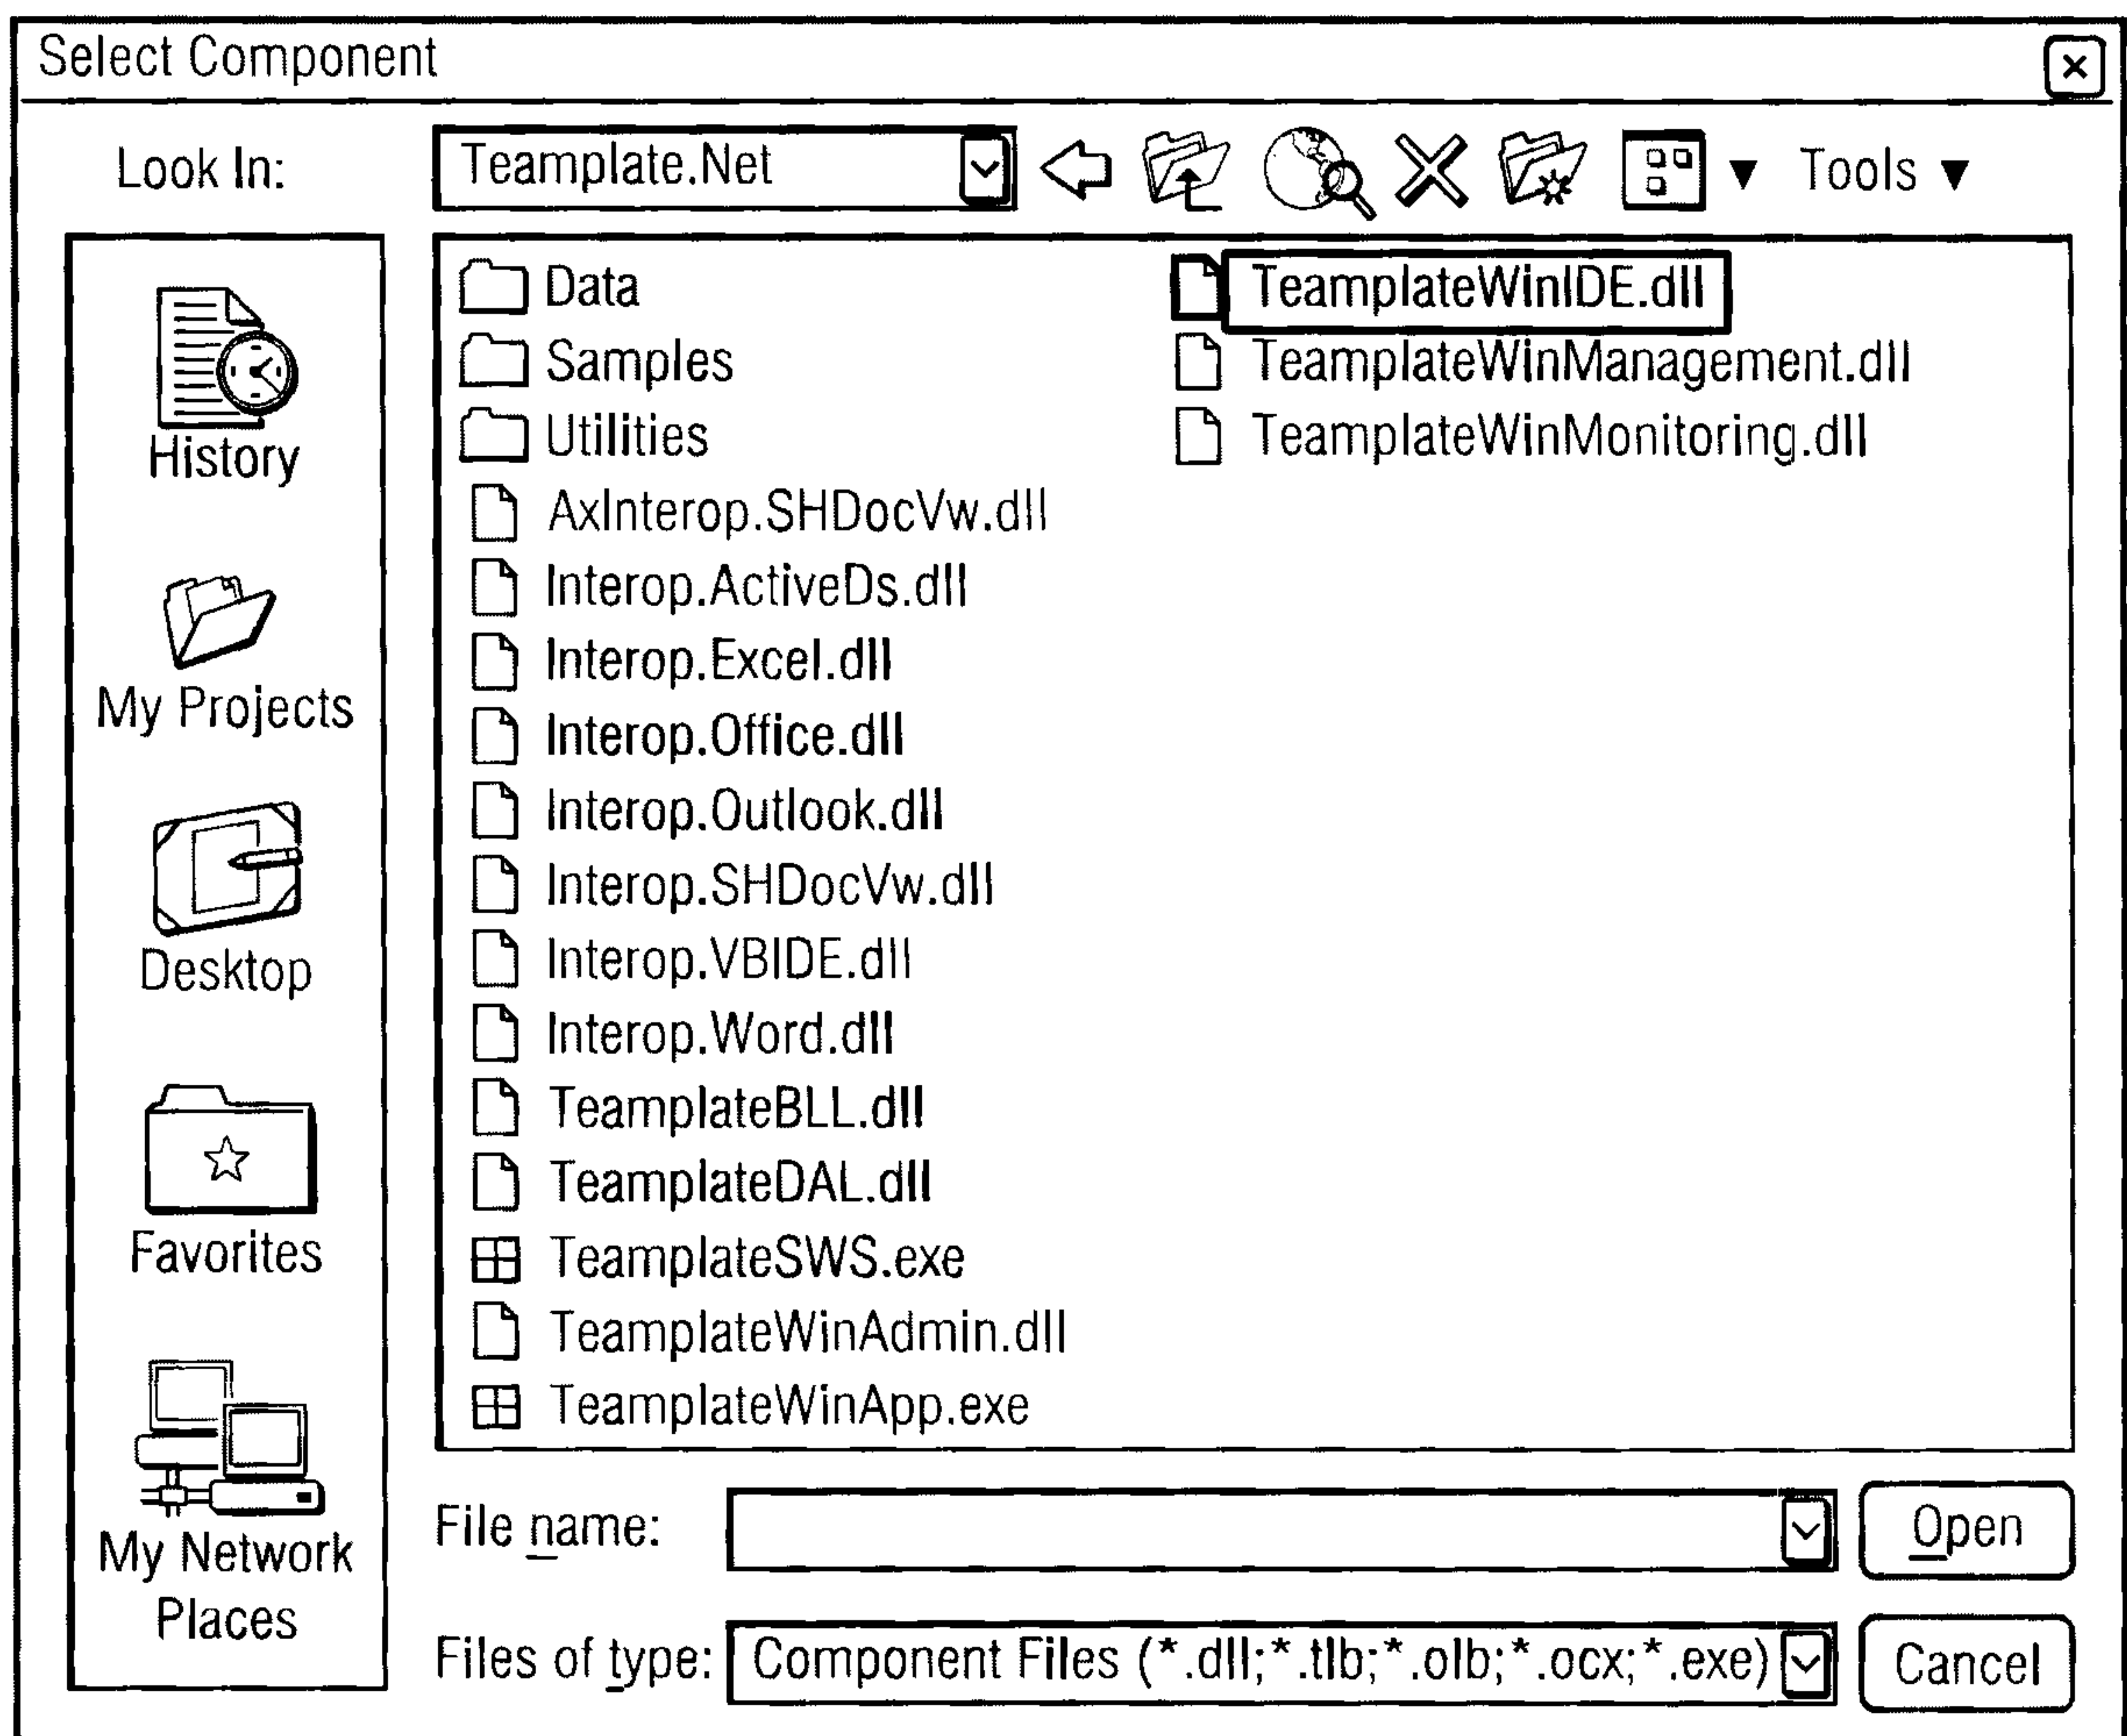 Select Component
Look In:
Teamplate.Net
Tools
History
My Projects
Desktop
Favorites
My Network
Places
Data
Samples
Utilities
AxInterop.SHDocVw.dll
Interop.ActiveDs.dll
Interop.Excel.dll
Interop.Office.dll
Interop.Outlook.dll
Interop.SHDocVw.dll
Interop.VBIDE.dll
Interop.Word.dll
TeamplateBLL.dll
TeamplateDAL.dll
TeamplateSWS.exe
TeamplateWinAdmin.dll
TeamplateWinApp.exe
TeamplateWinIDE.dll
TeamplateWinManagement.dll
TeamplateWinMonitoring.dll
File name:
Open
Files of type:
Component Files (*.dll;*.tlb;*.olb;*.ocx;*.exe)
Cancel